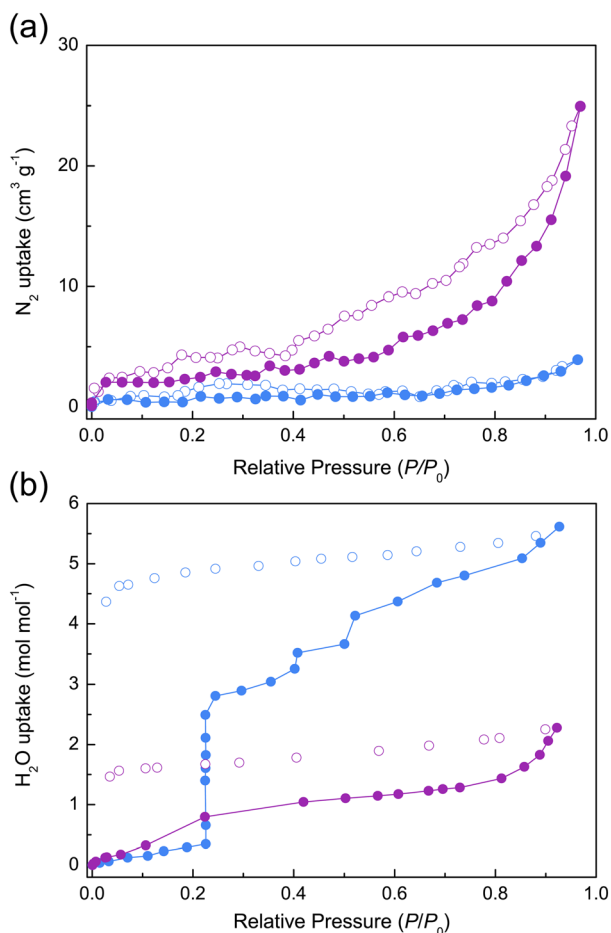 (a)
30
20
10
0
N₂ uptake (cm³ g⁻¹)
0.0 0.2 0.4 0.6 0.8 1.0
Relative Pressure (P/P₀)
(b)
6
5
4
3
2
1
0
H₂O uptake (mol mol⁻¹)
0.0 0.2 0.4 0.6 0.8 1.0
Relative Pressure (P/P₀)